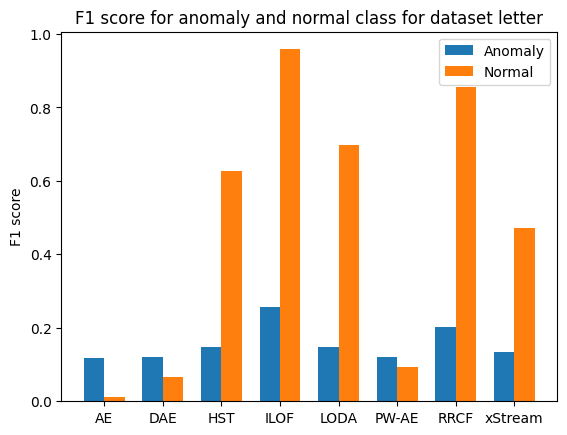 F1 score for anomaly and normal class for dataset letter
Anomaly
Normal
F1 score
1.0
0.8
0.6
0.4
0.2
0.0
AE DAE HST ILOF LODA PW-AE RRCF xStream